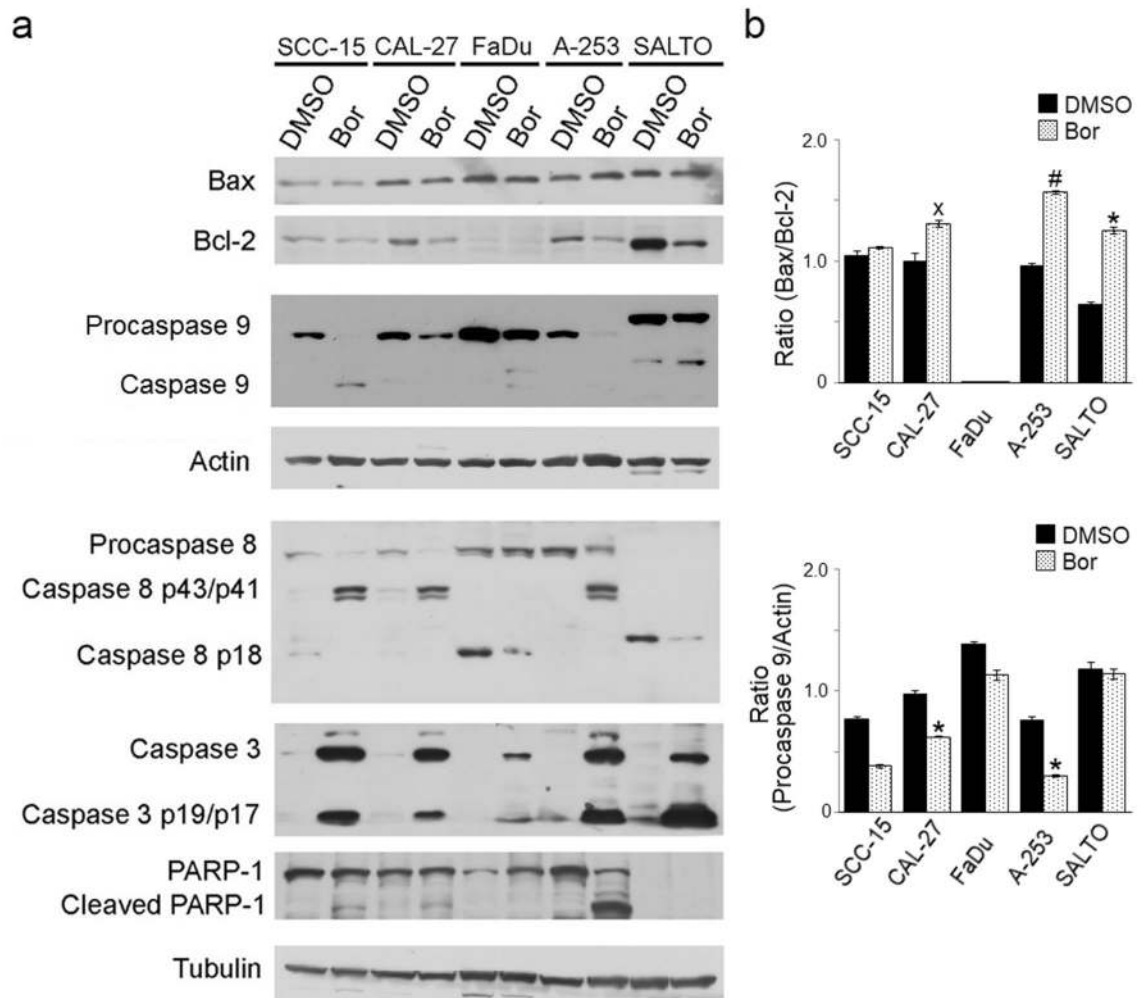 a
SCC-15 CAL-27 FaDu A-253 SALTO
DMSO Bor DMSO Bor DMSO Bor DMSO Bor DMSO Bor
Bax
Bcl-2
Procaspase 9
Caspase 9
Actin
Procaspase 8
Caspase 8 p43/p41
Caspase 8 p18
Caspase 3
Caspase 3 p19/p17
PARP-1
Cleaved PARP-1
Tubulin
b
DMSO
Bor
Ratio (Bax/Bcl-2)
2.0
1.0
0
x
#
*
SCC-15 CAL-27 FaDu A-253 SALTO
DMSO
Bor
Ratio
(Procaspase 9/Actin)
2.0
1.0
0
*
*
SCC-15 CAL-27 FaDu A-253 SALTO